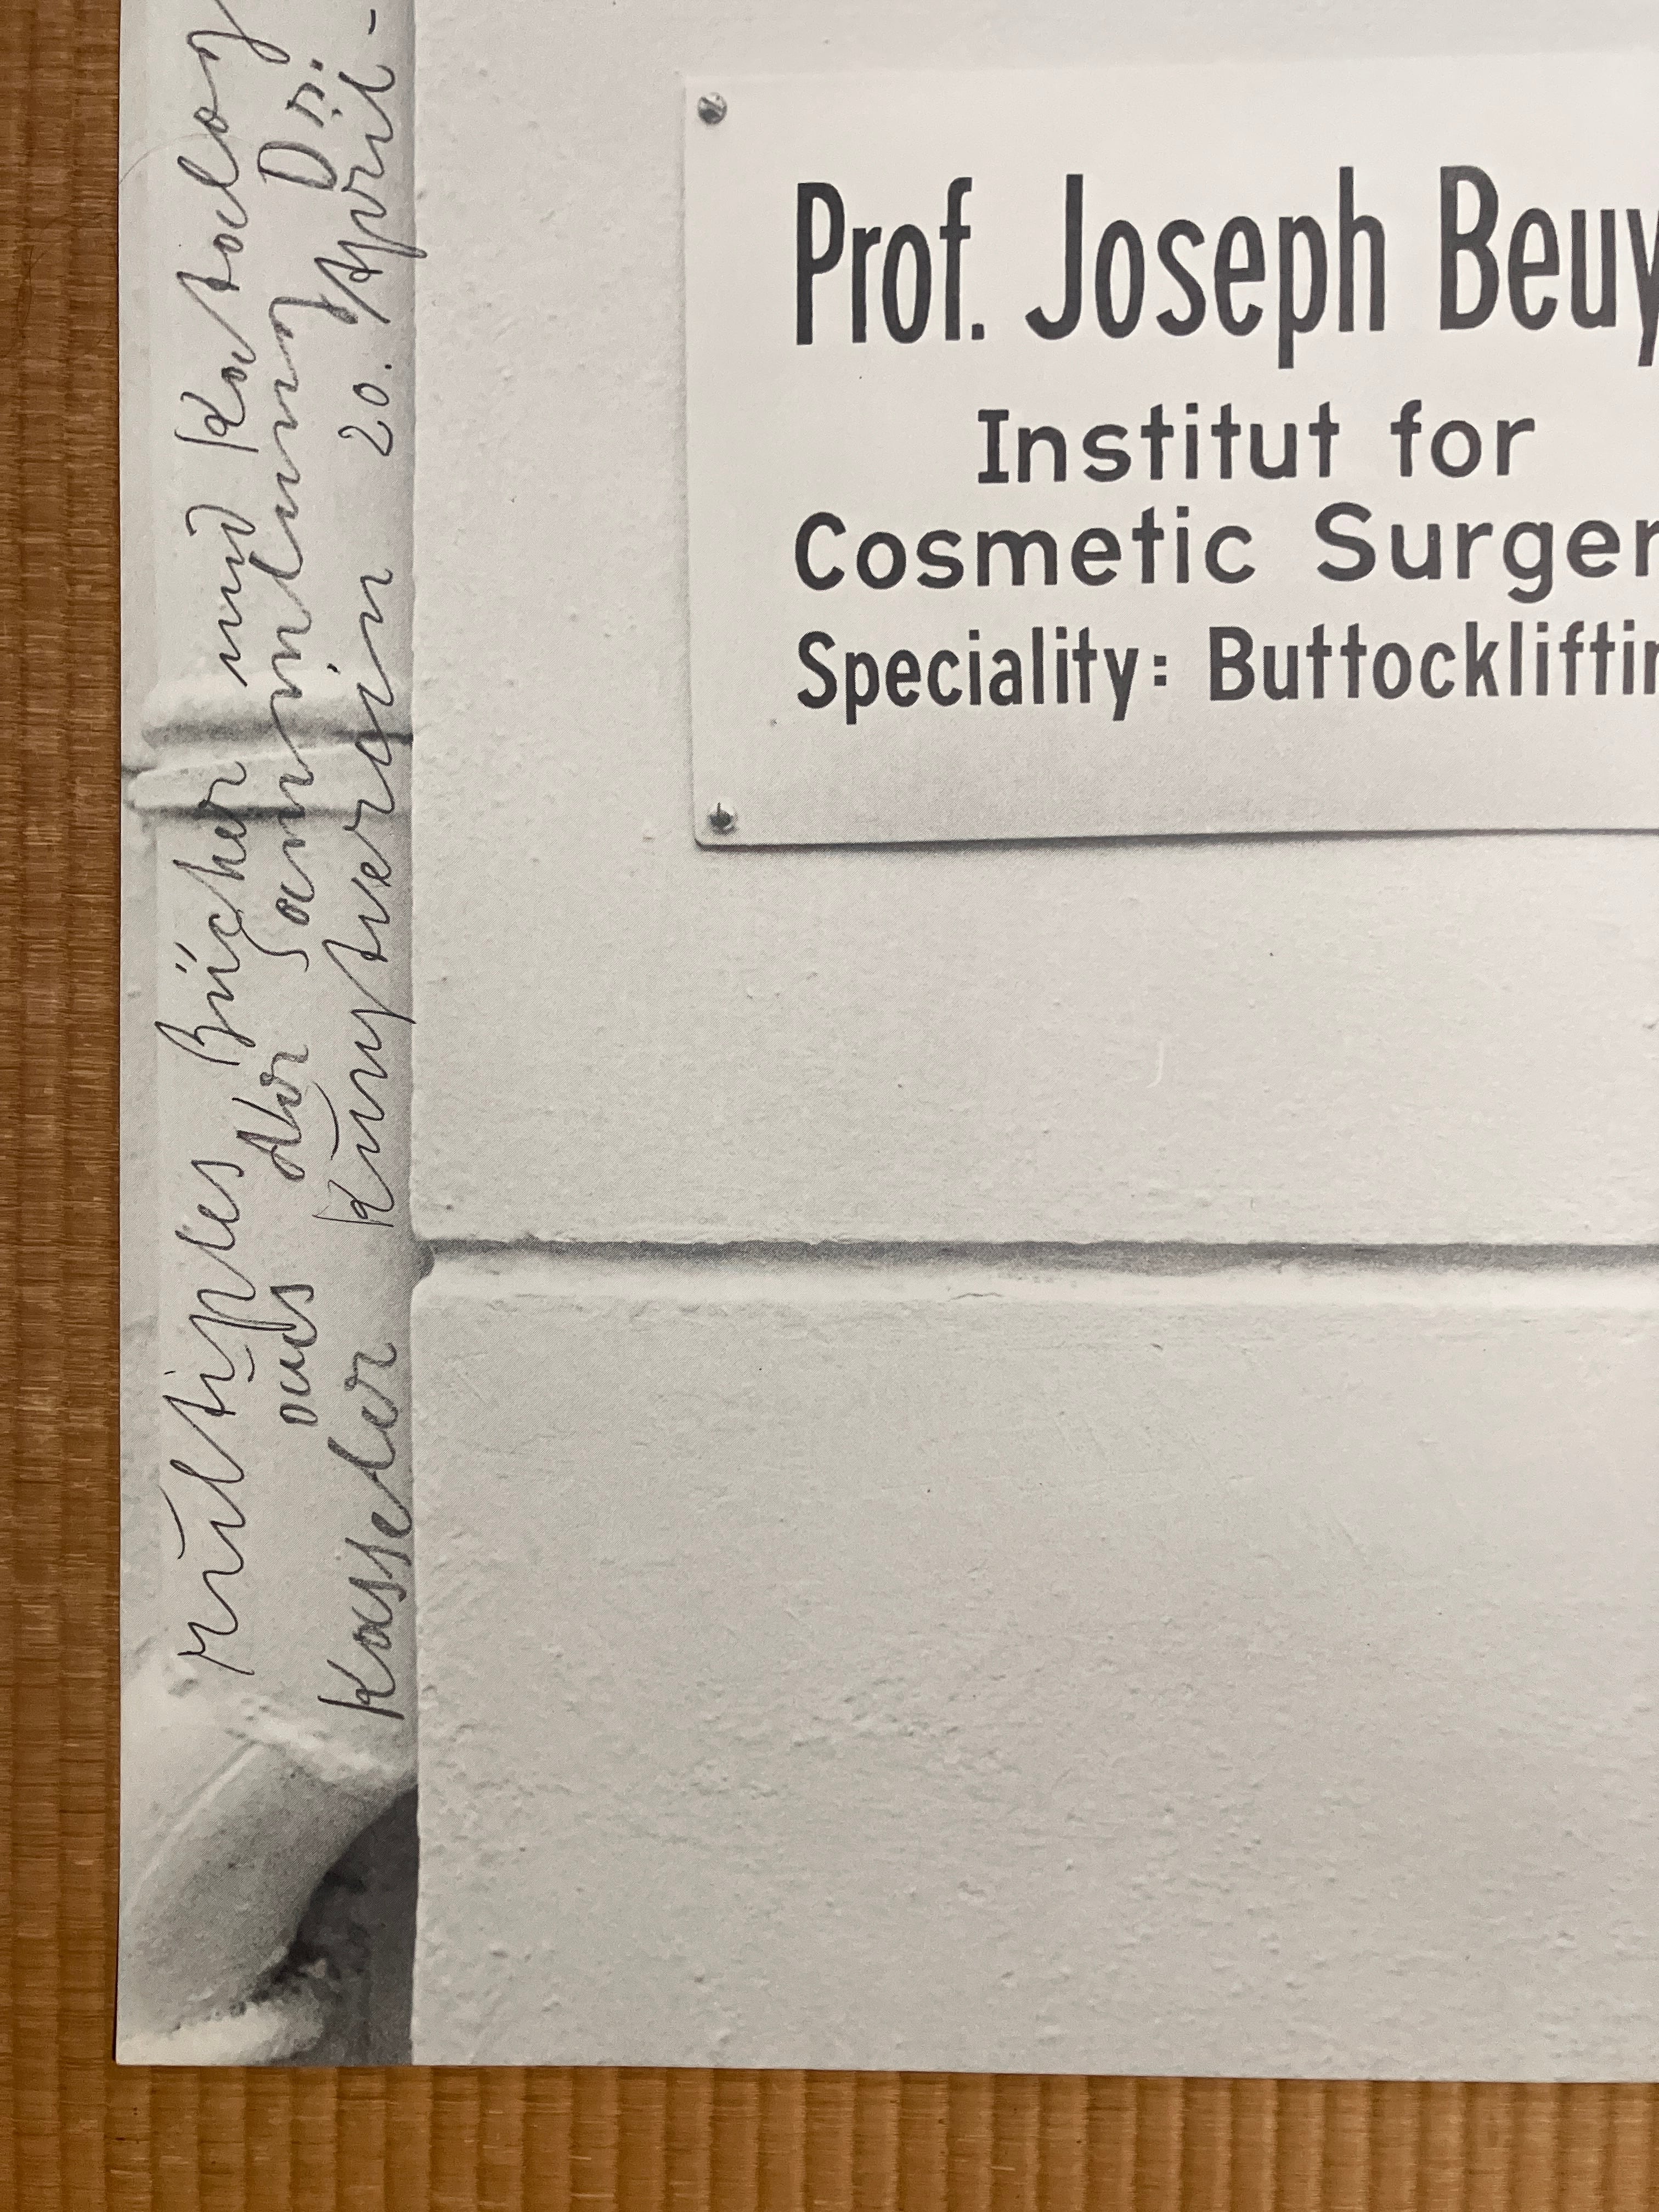 Prof. Joseph Beuy
Institut for
Cosmetic Surger
Speciality: Buttockliftin
multiples Bücher und Katalog
aus der Sammlung Dr.
Kasseler Kunstverein 20. April -